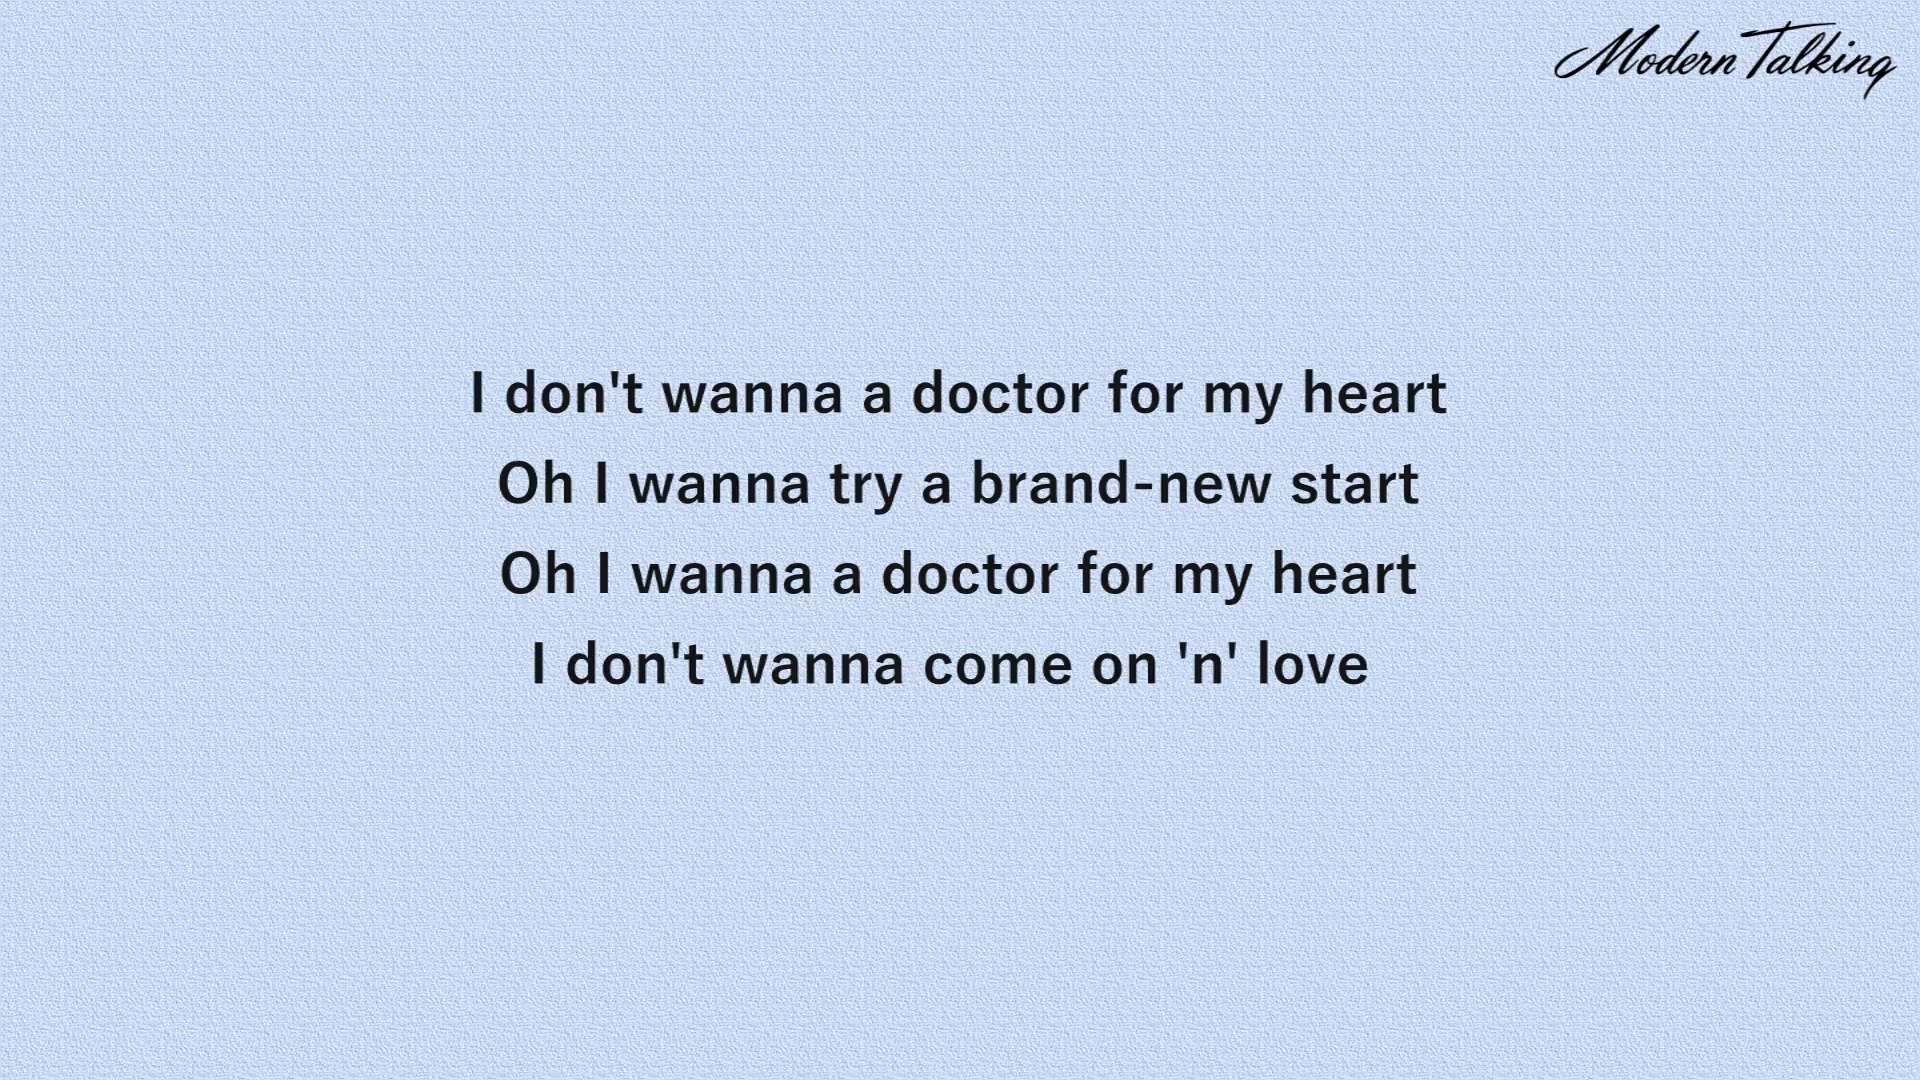 Modern Talking
I don't wanna a doctor for my heart
Oh I wanna try a brand-new start
Oh I wanna a doctor for my heart
I don't wanna come on 'n' love